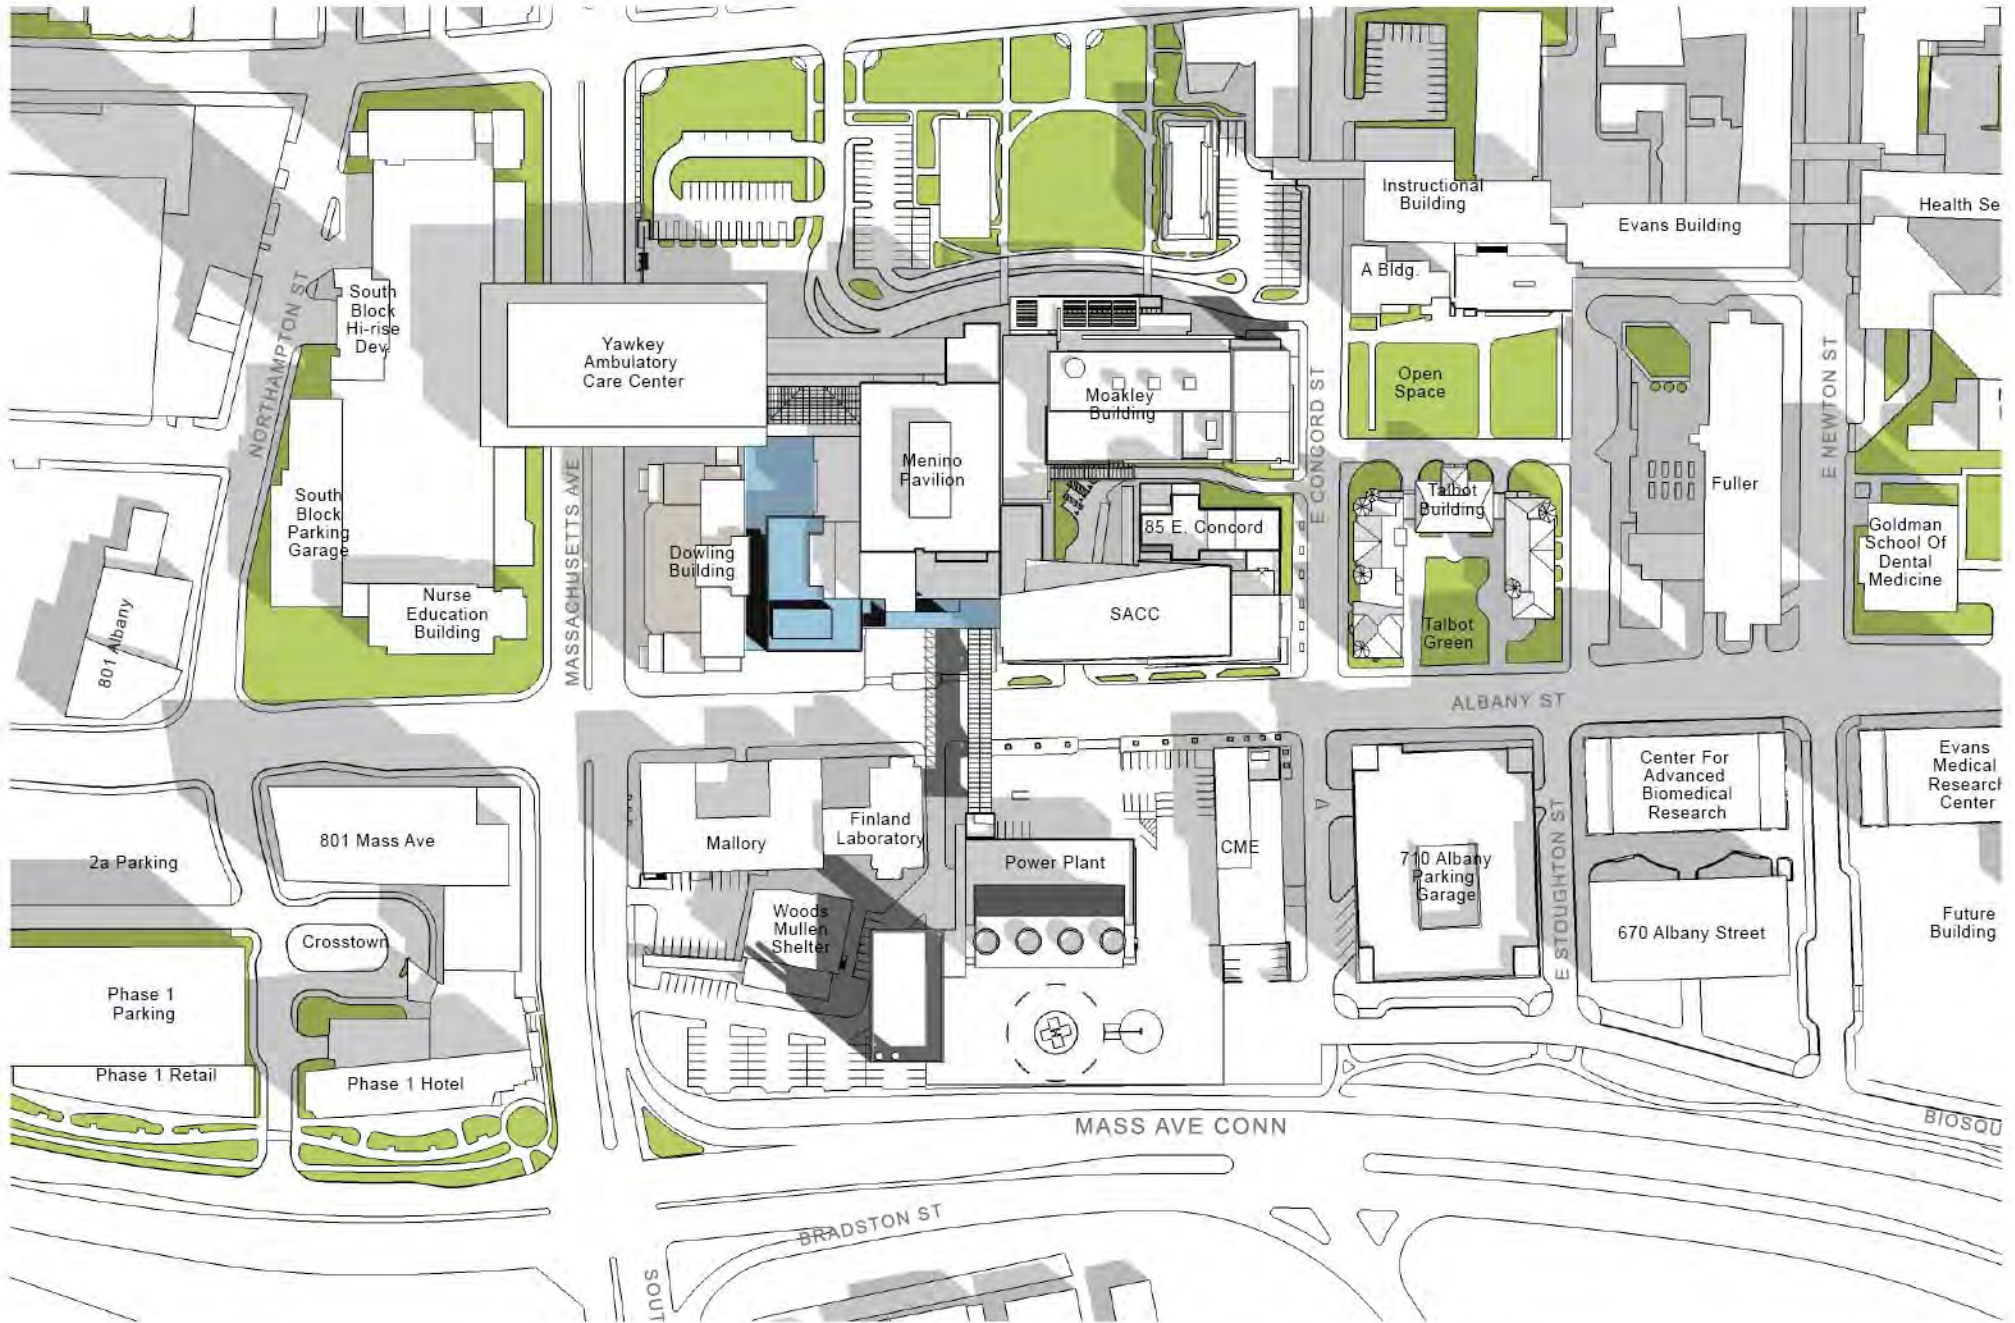 Instructional
Building
Health Se
Evans Building
A Bldg.
NORTHAMPTON ST
South
Block
Hi-rise
Dev.
Yawkey
Ambulatory
Care Center
Moakley
Building
E CONCORD ST
Open
Space
E NEWTON ST
Menino
Pavilion
MASSACHUSETTS AVE
South
Block
Parking
Garage
85 E. Concord
Talbot
Building
Fuller
Goldman
School Of
Dental
Medicine
Dowling
Building
Nurse
Education
Building
SACC
Talbot
Green
801 Albany
ALBANY ST
Center For
Advanced
Biomedical
Research
Evans
Medical
Research
Center
801 Mass Ave
2a Parking
Mallory
Finland
Laboratory
Power Plant
CME
710 Albany
Parking
Garage
E STOUGHTON ST
Woods
Mullen
Shelter
Crosstown
670 Albany Street
Future
Building
Phase 1
Parking
Phase 1 Retail
Phase 1 Hotel
MASS AVE CONN
BIOSQU
BRADSTON ST
SOUT